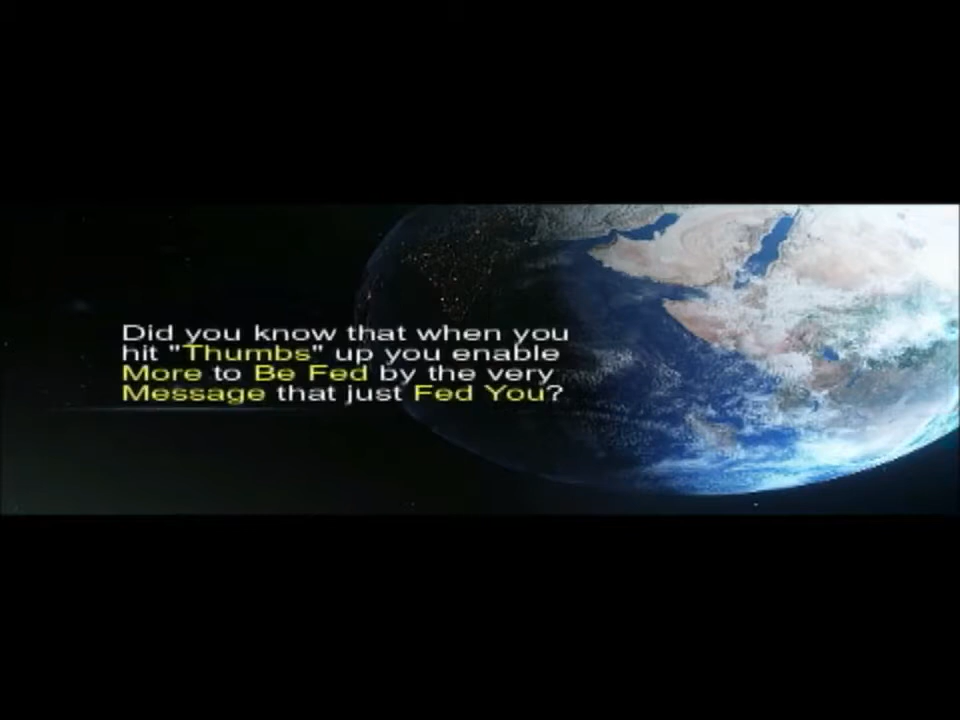 Did you know that when you
hit "Thumbs" up you enable
More to Be Fed by the very
Message that just Fed You?